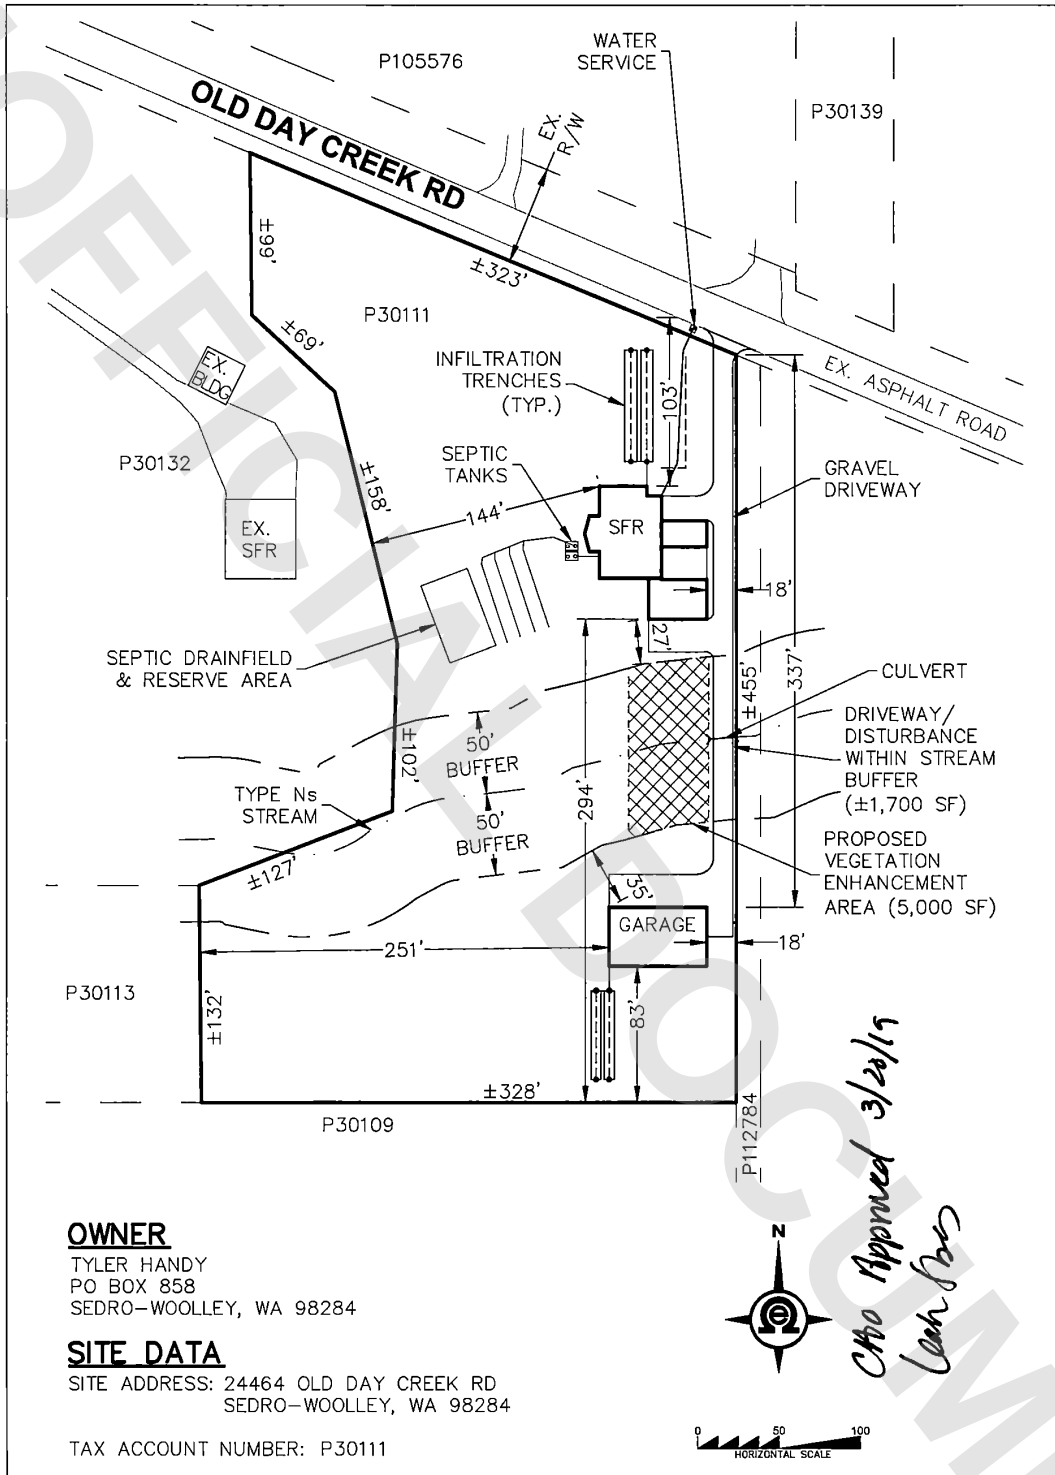 P105576
WATER
SERVICE
P30139
OLD DAY CREEK RD
EX.
R/W
±99'
±323'
P30111
±69'
INFILTRATION
TRENCHES
(TYP.)
103'
EX. ASPHALT ROAD
EX.
BLDG
P30132
SEPTIC
TANKS
GRAVEL
DRIVEWAY
±158'
144'
SFR
EX.
SFR
18'
27'
SEPTIC DRAINFIELD
& RESERVE AREA
±455'
337'
CULVERT
50'
BUFFER
±102'
DRIVEWAY/
DISTURBANCE
WITHIN STREAM
BUFFER
(±1,700 SF)
TYPE Ns
STREAM
294'
50'
BUFFER
PROPOSED
VEGETATION
ENHANCEMENT
AREA (5,000 SF)
±127'
35'
GARAGE
251'
18'
P30113
±132'
83'
±328'
P30109
P112784
Approved 3/20/19
Leah
OWNER
TYLER HANDY
PO BOX 858
SEDRO-WOOLLEY, WA 98284
SITE DATA
SITE ADDRESS: 24464 OLD DAY CREEK RD
SEDRO-WOOLLEY, WA 98284
TAX ACCOUNT NUMBER: P30111
N
e
0 50 100
HORIZONTAL SCALE
OFFICIAL DOCUM